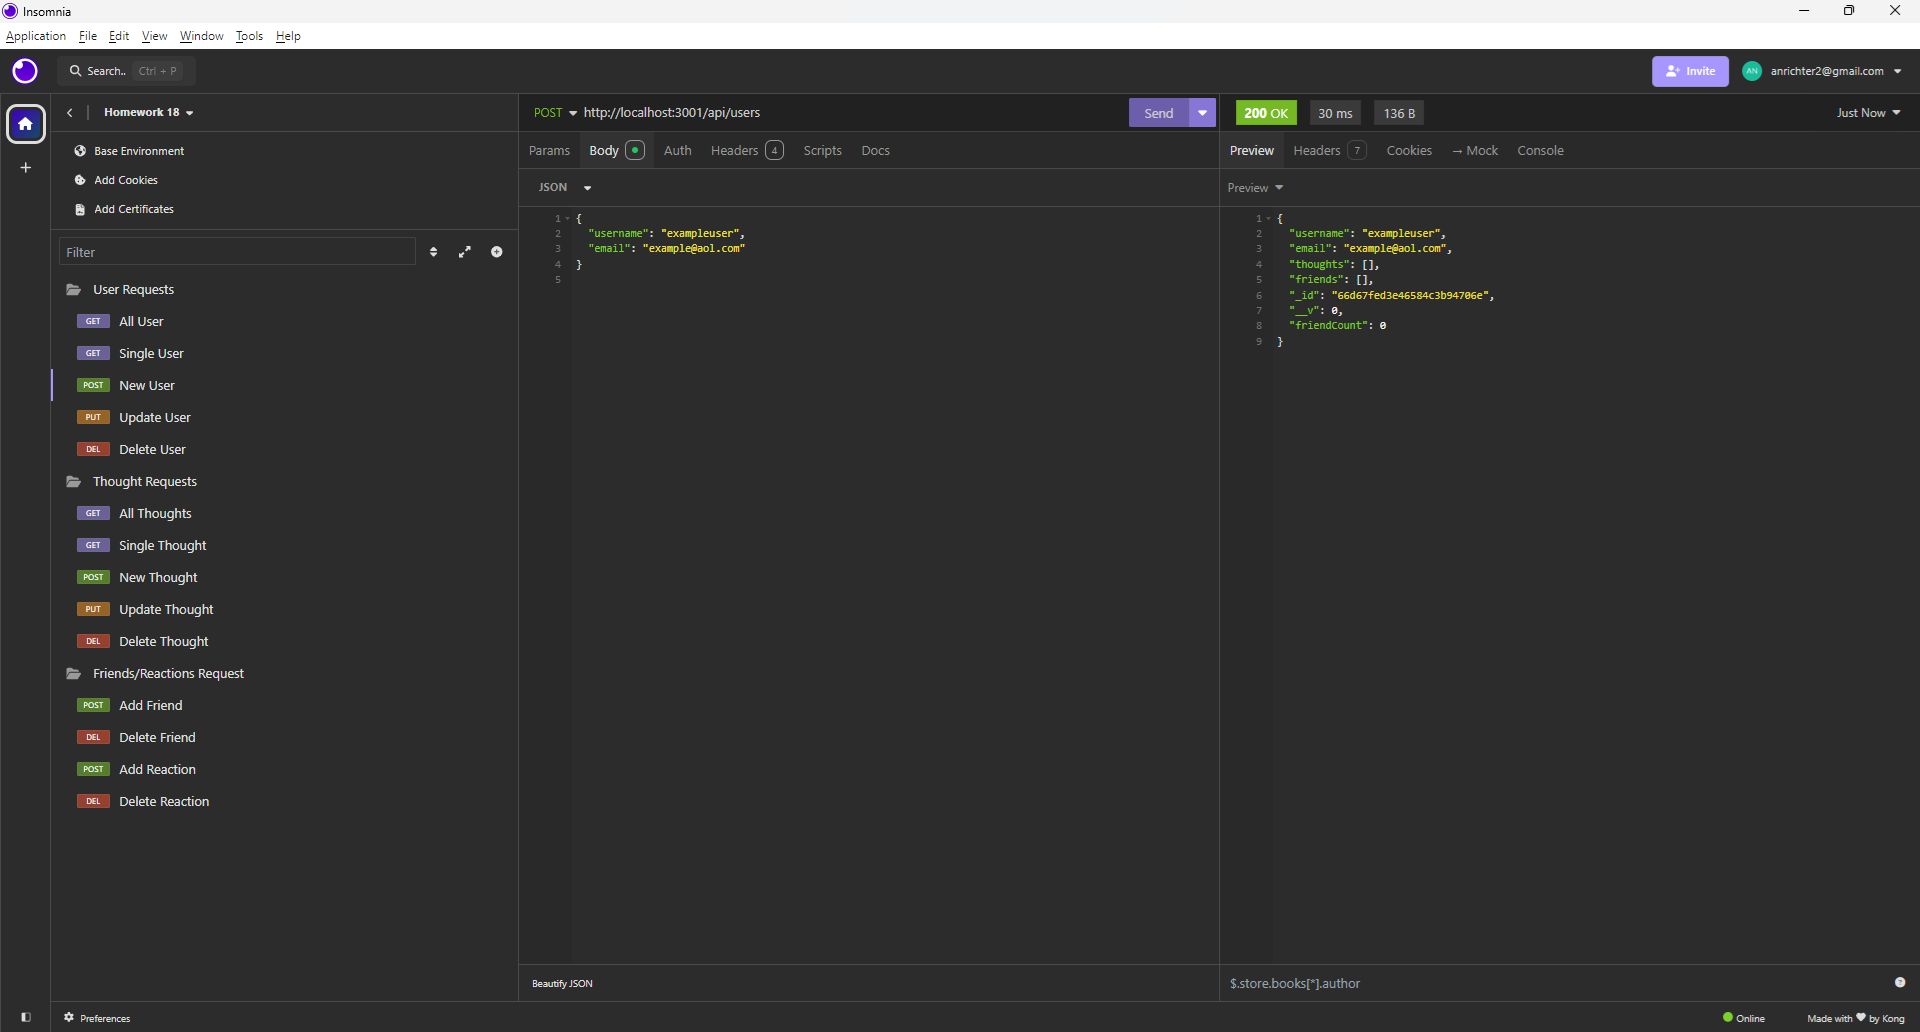 Insomnia
Application File Edit View Window Tools Help
Search.. Ctrl + P
Invite AN anrichter2@gmail.com
Homework 18
Base Environment
Add Cookies
Add Certificates
Filter
User Requests
GET All User
GET Single User
POST New User
PUT Update User
DEL Delete User
Thought Requests
GET All Thoughts
GET Single Thought
POST New Thought
PUT Update Thought
DEL Delete Thought
Friends/Reactions Request
POST Add Friend
DEL Delete Friend
POST Add Reaction
DEL Delete Reaction
Preferences
POST http://localhost:3001/api/users Send
Params Body Auth Headers 4 Scripts Docs
JSON
1 {
2 "username": "exampleuser",
3 "email": "example@aol.com"
4 }
5
Beautify JSON
200 OK 30 ms 136 B Just Now
Preview Headers 7 Cookies → Mock Console
Preview
1 {
2 "username": "exampleuser",
3 "email": "example@aol.com",
4 "thoughts": [],
5 "friends": [],
6 "_id": "66d67fed3e46584c3b94706e",
7 "__v": 0,
8 "friendCount": 0
9 }
$.store.books[*].author
Online Made with ♥ by Kong